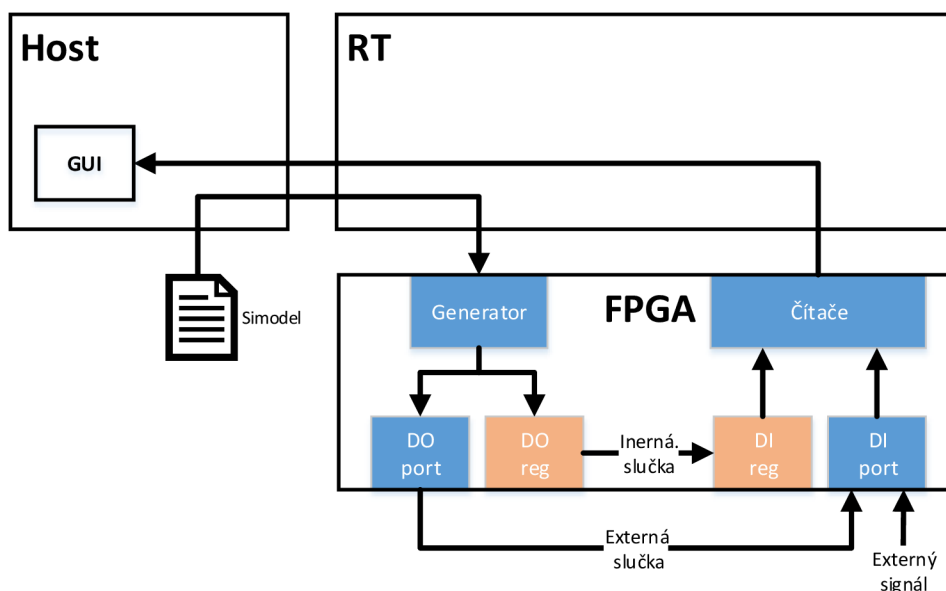 Host
RT
GUI
Simodel
Generator
FPGA
Čítače
DO
port
DO
reg
Inerná.
slučka
DI
reg
DI
port
Externá
slučka
Externý
signál